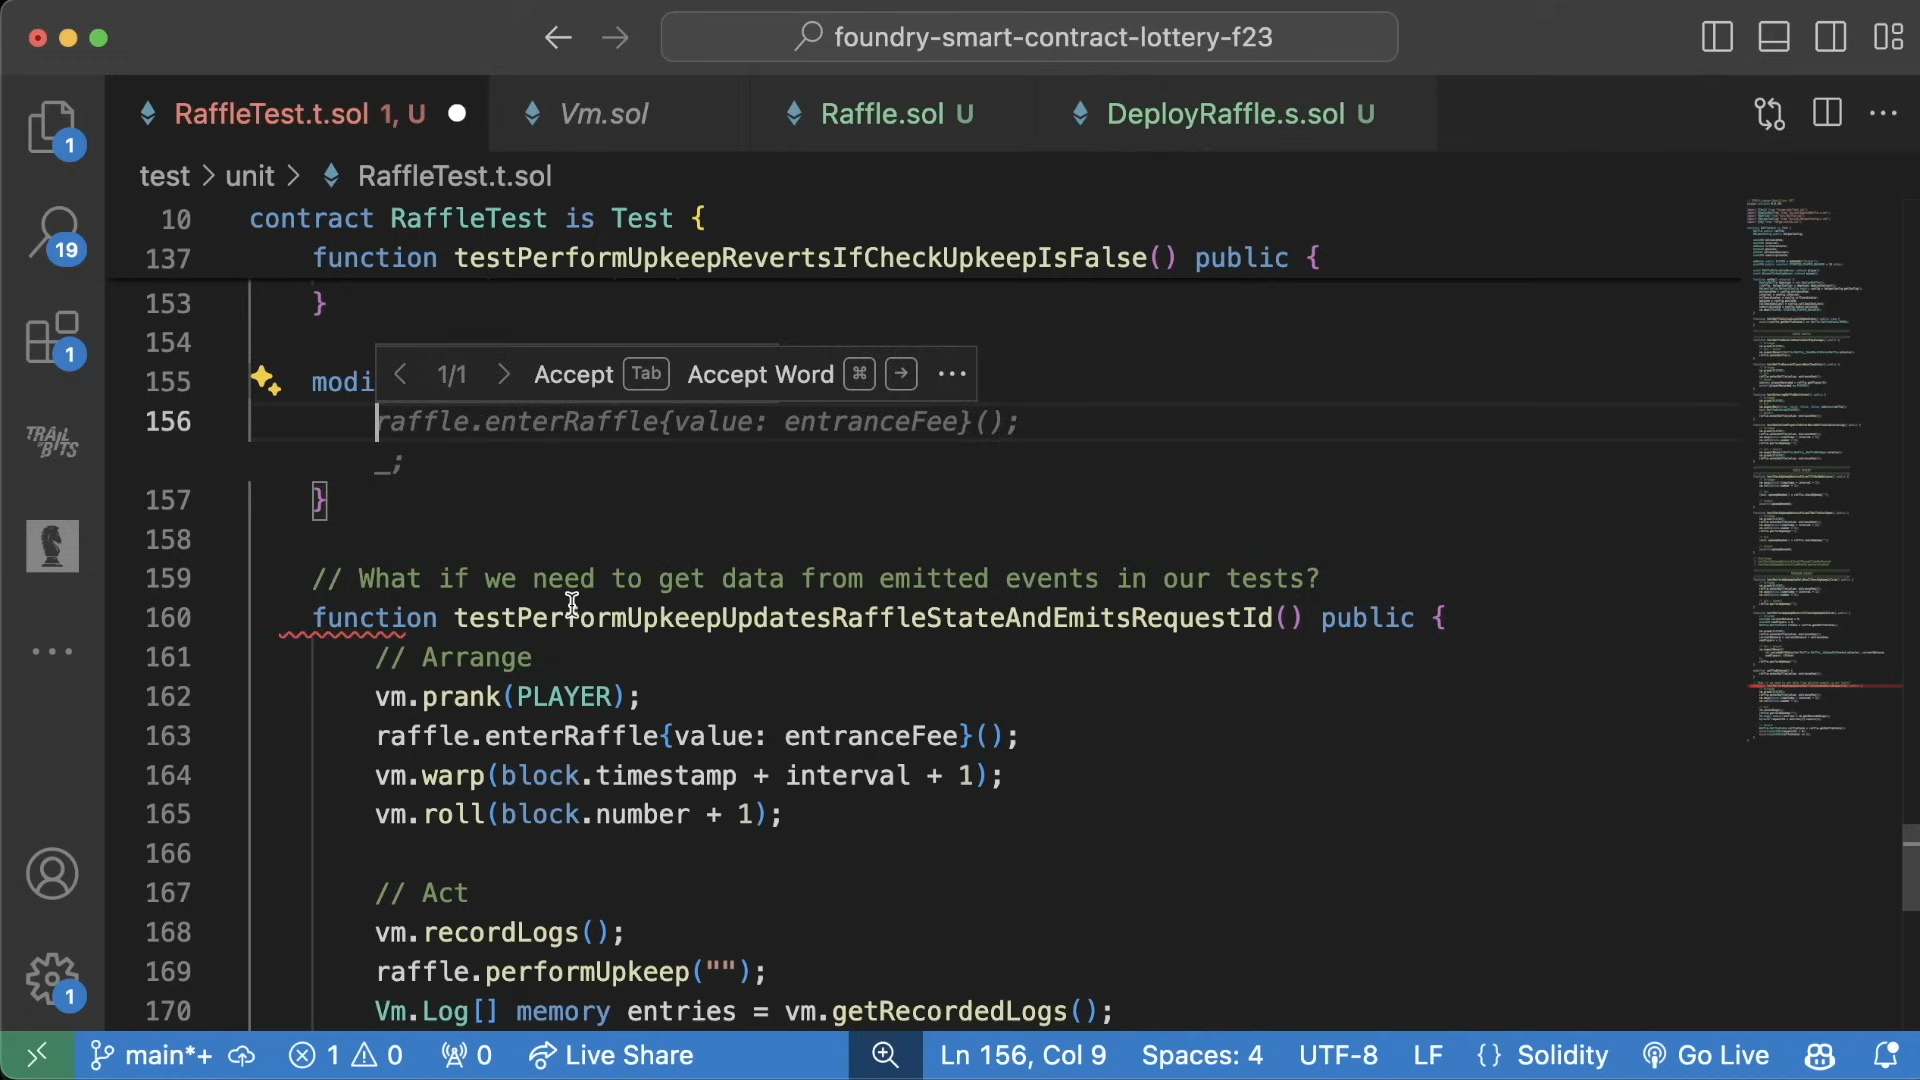 foundry-smart-contract-lottery-f23
RaffleTest.t.sol 1, U
Vm.sol
Raffle.sol U
DeployRaffle.s.sol U
test > unit > RaffleTest.t.sol
10 contract RaffleTest is Test {
137 function testPerformUpkeepRevertsIfCheckUpkeepIsFalse() public {
153 }
154
155 modi
< 1/1 > Accept Tab Accept Word ⌘ → ···
156 raffle.enterRaffle{value: entranceFee}();
_;
157 }
158
159 // What if we need to get data from emitted events in our tests?
160 function testPerformUpkeepUpdatesRaffleStateAndEmitsRequestId() public {
161 // Arrange
162 vm.prank(PLAYER);
163 raffle.enterRaffle{value: entranceFee}();
164 vm.warp(block.timestamp + interval + 1);
165 vm.roll(block.number + 1);
166
167 // Act
168 vm.recordLogs();
169 raffle.performUpkeep("");
170 Vm.Log[] memory entries = vm.getRecordedLogs();
1
19
1
TRAIL OF BITS
1
main*+ 1 0 0 Live Share Ln 156, Col 9 Spaces: 4 UTF-8 LF {} Solidity Go Live